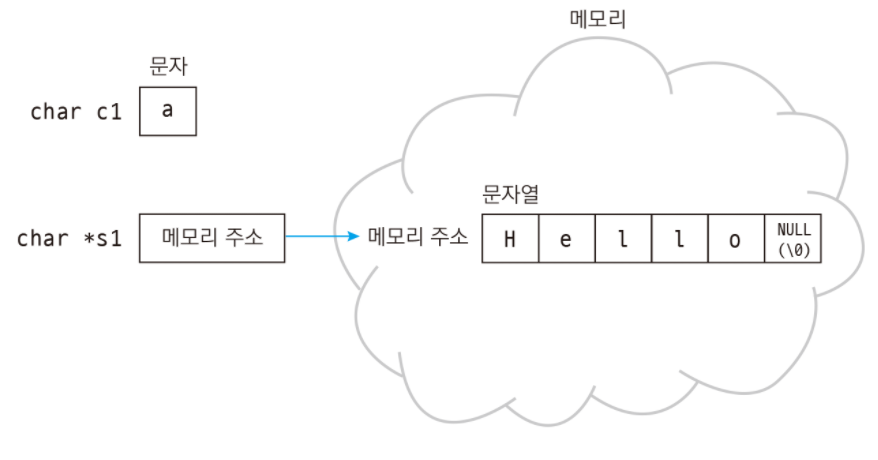 메모리
문자
char c1 a
문자열
char *s1 메모리 주소 메모리 주소 H e l l o NULL
(\0)